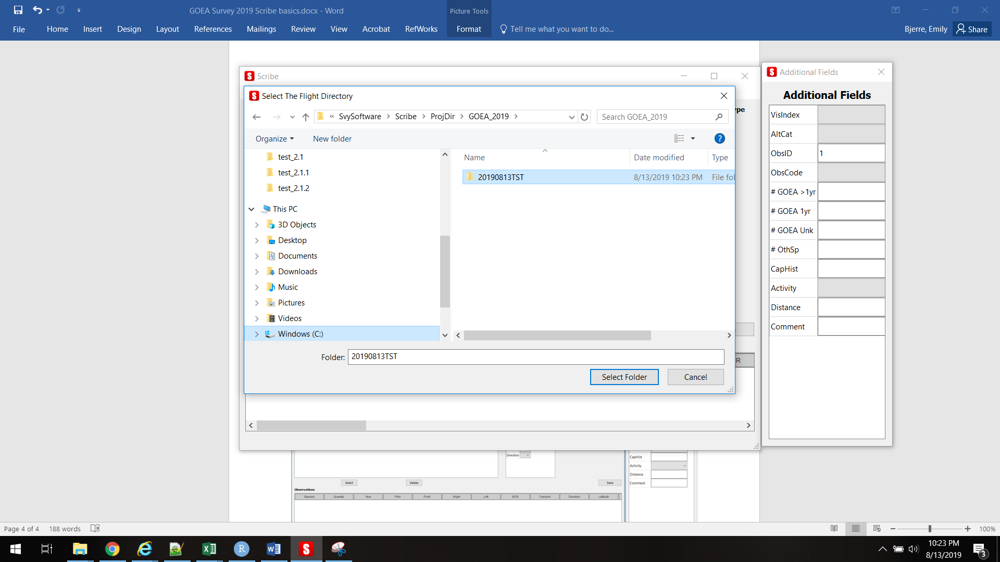 GOEA Survey 2019 Scribe basics.docx - Word
Picture Tools
File Home Insert Design Layout References Mailings Review View Acrobat RefWorks Format Tell me what you want to do... Bjerre, Emily Share
Scribe
Additional Fields
Select The Flight Directory
Additional Fields
« SvySoftware > Scribe > ProjDir > GOEA_2019 >
Search GOEA_2019
Organize New folder
?
test_2.1
test_2.1.1
test_2.1.2
This PC
3D Objects
Desktop
Documents
Downloads
Music
Pictures
Videos
Windows (C:)
Name Date modified Type
20190813TST 8/13/2019 10:23 PM File fol
Folder: 20190813TST
Select Folder Cancel
ype
R
VisIndex
AltCat
ObsID 1
ObsCode
# GOEA >1yr
# GOEA 1yr
# GOEA Unk
# OthSp
CapHist
Activity
Distance
Comment
Direction
CapHist
Activity
Distance
Comment
Insert Delete Save
Observations
Species Quantity Year Pilot Front Right Left BCR Transect Direction Latitude
Page 4 of 4 188 words 100%
10:23 PM
8/13/2019
3